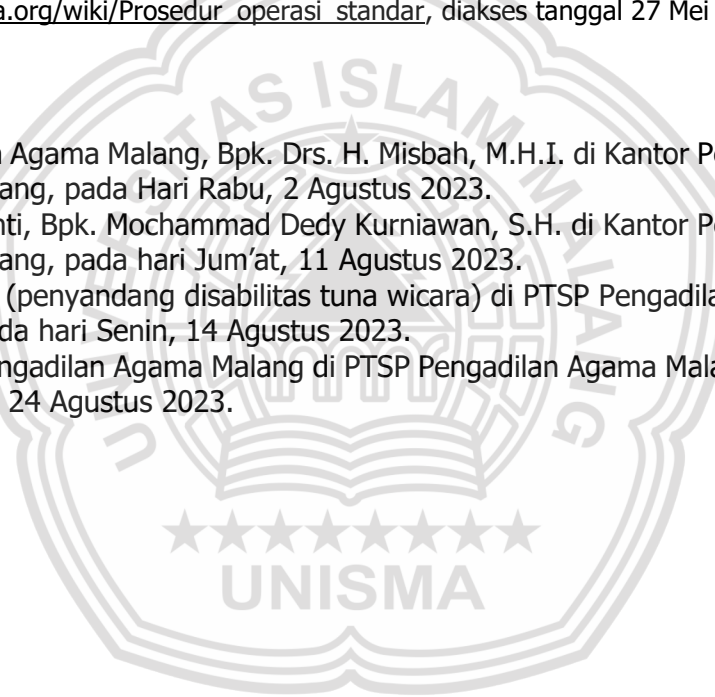 a.org/wiki/Prosedur_operasi_standar, diakses tanggal 27 Mei
Agama Malang, Bpk. Drs. H. Misbah, M.H.I. di Kantor
ang, pada Hari Rabu, 2 Agustus 2023.
nti, Bpk. Mochammad Dedy Kurniawan, S.H. di Kantor
ang, pada hari Jum'at, 11 Agustus 2023.
(penyandang disabilitas tuna wicara) di PTSP Pengadila
da hari Senin, 14 Agustus 2023.
ngadilan Agama Malang di PTSP Pengadilan Agama Mala
24 Agustus 2023.
UNIVERSITAS ISLAM MALANG
UNISMA